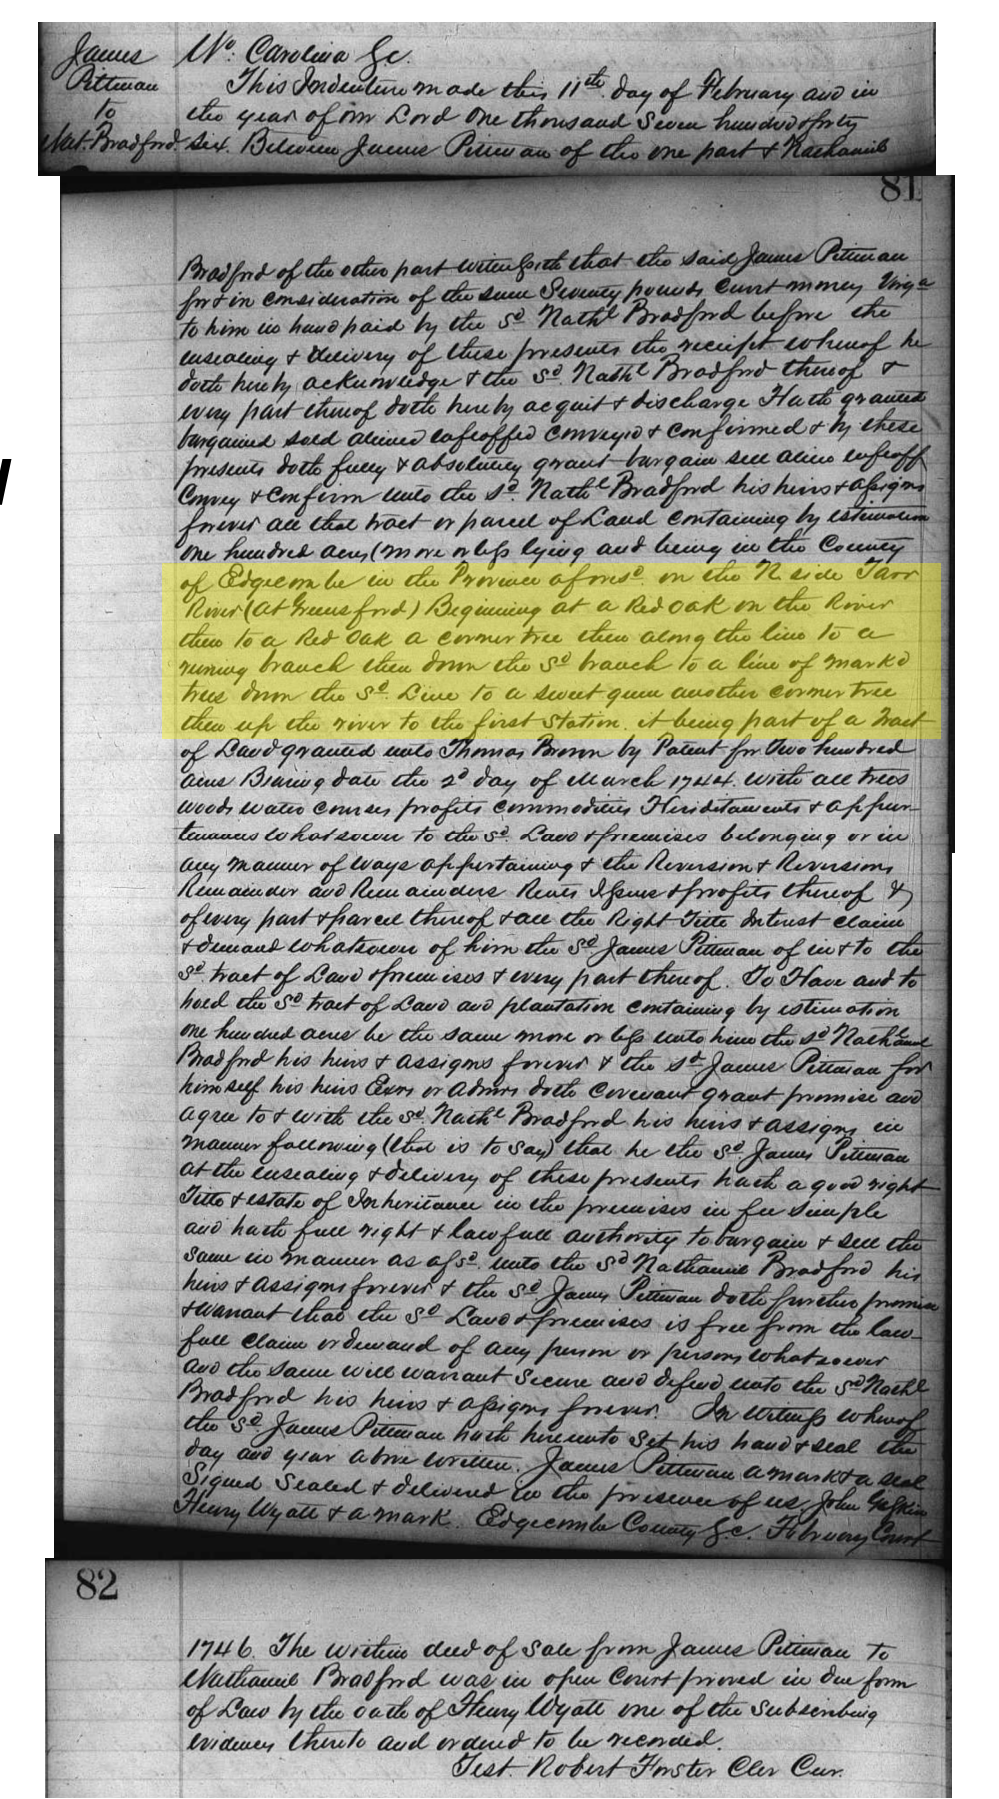 James
Pittman
to
Nat. Bradford
No. Carolina &c.
This Indenture made this 11th day of February and in
the year of our Lord One thousand Seven hundred & forty
six. Between James Pittman of the one part & Nathaniel
81
Bradford of the other part Witnesseth that the said James Pittman
for & in consideration of the sum Seventy pounds curt money Virga
to him in hand paid by the Sd Nathl Bradford before the
ensealing & delivery of these presents the receipt whereof he
doth hereby acknowledge & the Sd Nathl Bradford thereof &
every part thereof doth hereby acquit & discharge Hath granted
bargained sold aliened enfeoffed conveyed & confirmed & by these
presents doth fully & absolutely grant bargain sell alien enfeoff
Convey & Confirm unto the Sd. Nathl Bradford his heirs & assigns
forever all that tract or parcel of Land containing by estimation
one hundred acres (more or less lying and being in the County
of Edgecombe in the Province aforesd. on the N. side Tarr
River (at Greensford) Beginning at a Red Oak on the River
then to a Red Oak a corner tree then along the line to a
runing branch then down the Sd branch to a line of markd
trees down the Sd. Line to a sweet gum another corner tree
then up the river to the first Station. it being part of a Tract
of Land granted unto Thomas Brown by Patent for two hundred
acres Bearing date the 2d day of March 1744. with all trees
woods water courses profits commodities Heriditaments & appur-
tenances whatsoever to the Sd. Land & premises belonging or in
any manner of ways appertaining & the Reversion & Reversions
Remainder and Remainders Rents Issues & profits thereof &
of every part & parcel thereof & all the Right Title Intrust claim
& demand whatsoever of him the Sd James Pittman of in & to the
Sd. tract of Land & premises & every part thereof. To Have and to
hold the Sd tract of Land and plantation containing by estimation
one hundred acres be the same more or less unto him the Sd Nathaniel
Bradford his heirs & assigns forever & the Sd. James Pittman for
himself his heirs Exrs or Admrs doth covenant grant promise and
agree to & with the Sd. Nathl Bradford his heirs & assigns in
manner following (that is to say) that he the Sd. James Pittman
at the ensealing & delivery of these presents hath a good right
Title & estate of Inheritance in the premises in fee simple
and hath full right & lawfull authority to bargain & sell the
same in manner as afsd. unto the Sd Nathaniel Bradford his
heirs & assigns forever & the Sd James Pittman doth further promise
& warrant that the Sd Land & premises is free from the law-
full claim or demand of any person or persons whatsoever
and the same will warrant secure and defend unto the Sd Nathl
Bradford his heirs & assigns forever. In Witness whereof
the Sd James Pittman hath hereunto Set his hand & seal the
day and year above written. James Pittman a mark & a seal
Signed Sealed & delivered in the presence of us John
Henry Wyatt & a mark. Edgecombe County &c. February Court
82
1746. The written deed of Sale from James Pittman to
Nathaniel Bradford was in open Court proved in due form
of Law by the oath of Henry Wyatt one of the Subscribing
evidences thereto and ordered to be recorded.
Test. Robert Forster Cler Cur.